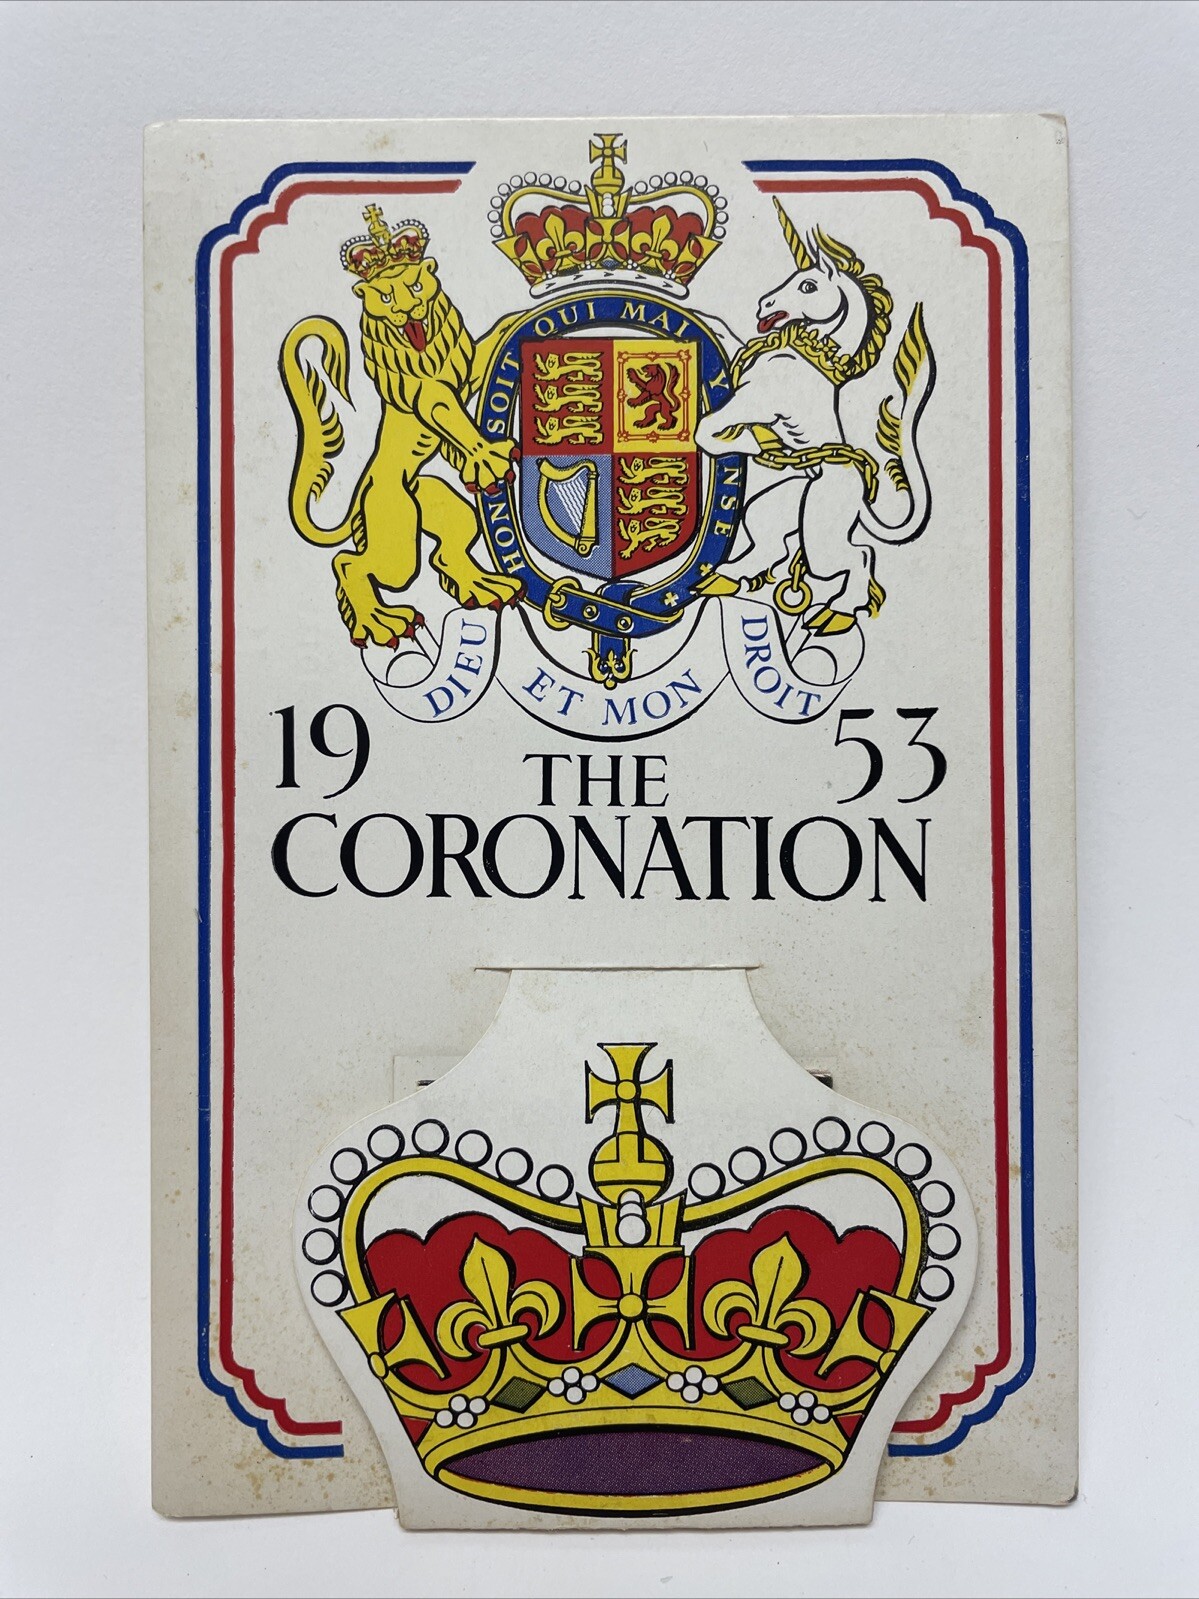 HONI SOIT QUI MAL Y PENSE
DIEU ET MON DROIT
19 53
THE
CORONATION